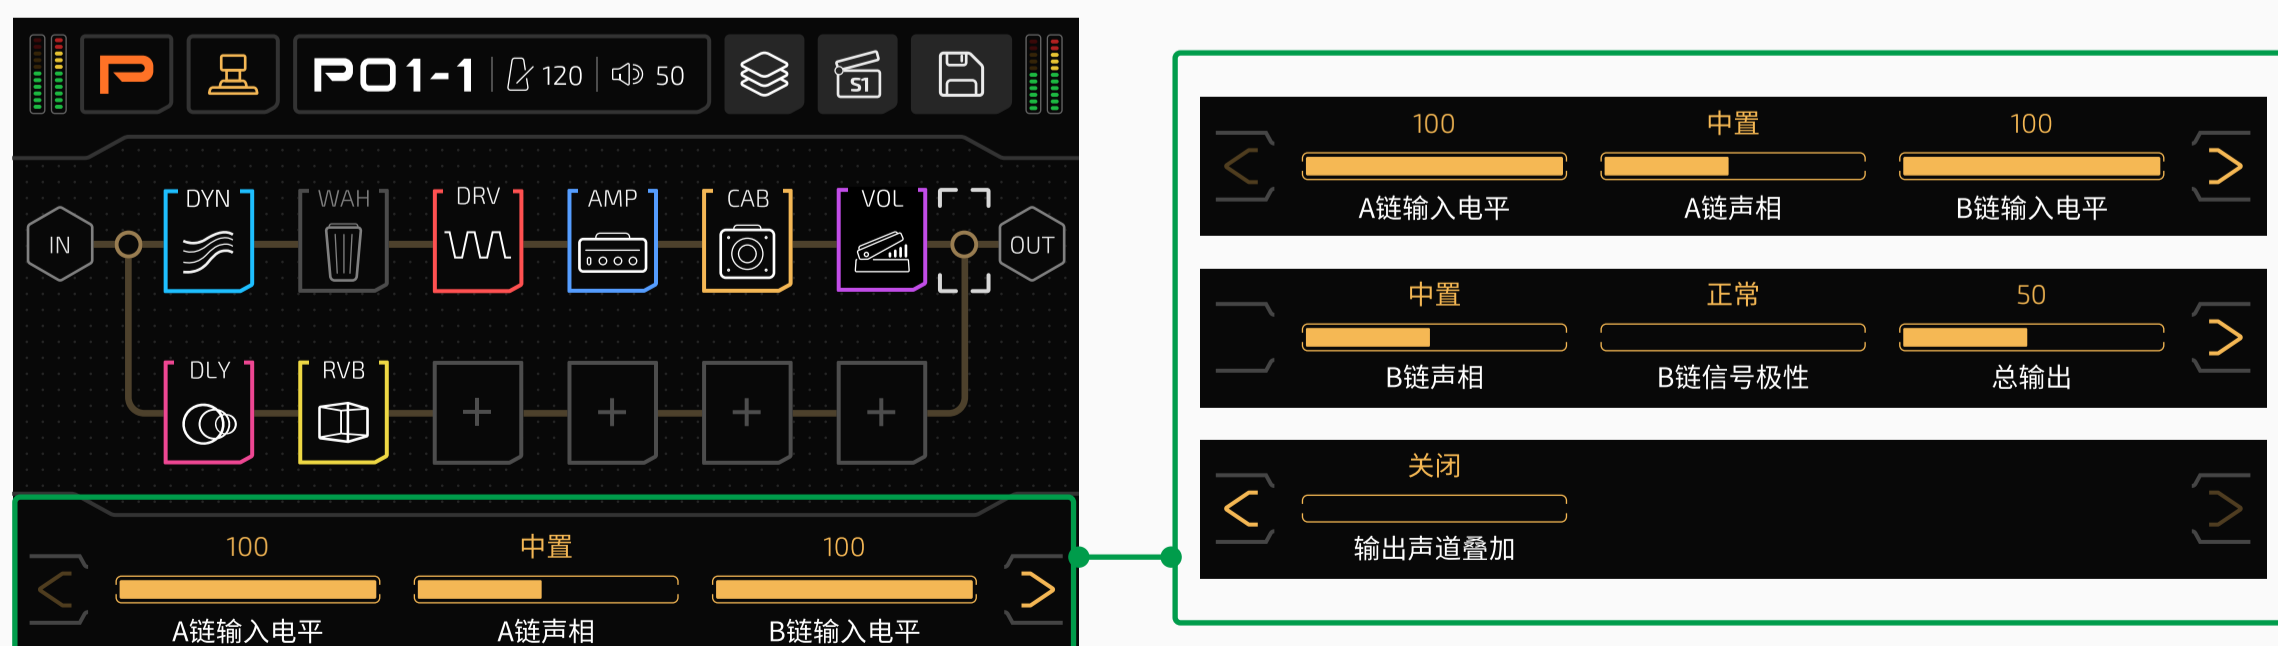 P01-1 120 50 S1
DYN WAH DRV AMP CAB VOL
IN OUT
DLY RVB
100 中置 100
A链输入电平 A链声相 B链输入电平
100 中置 100
A链输入电平 A链声相 B链输入电平
中置 正常 50
B链声相 B链信号极性 总输出
关闭
输出声道叠加